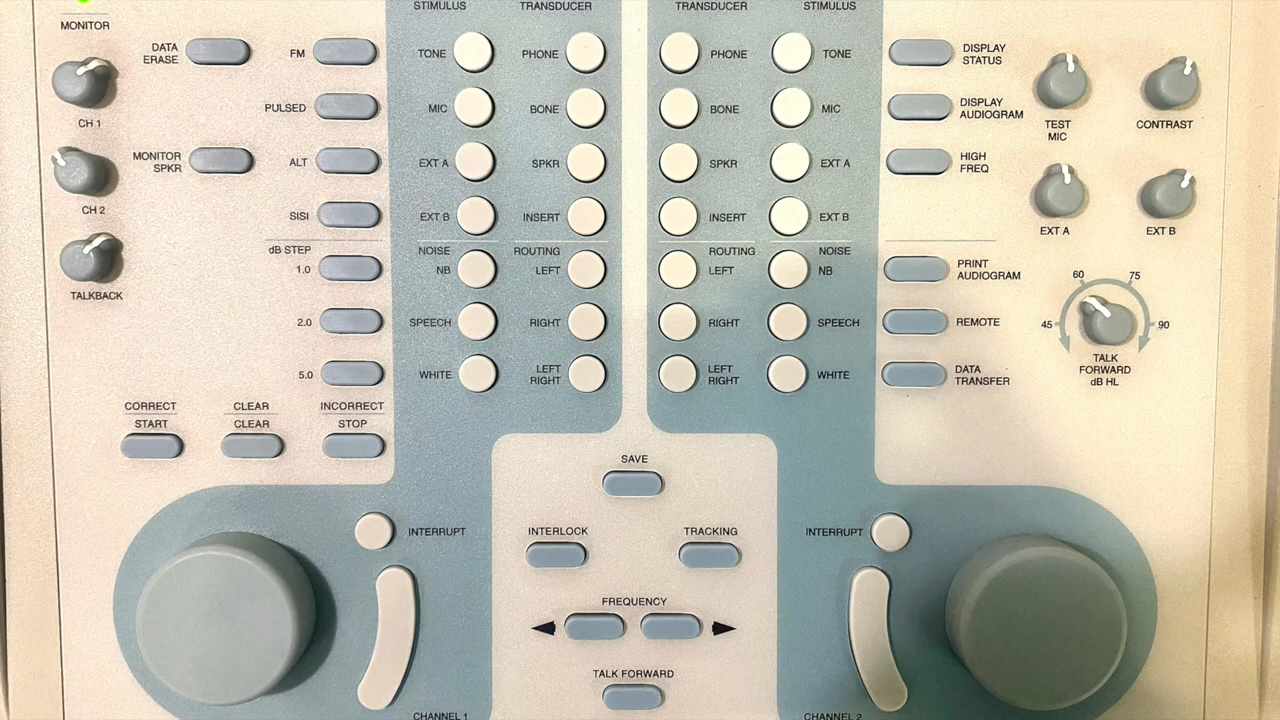 STIMULUS TRANSDUCER TRANSDUCER STIMULUS
MONITOR
DATA
ERASE
FM
TONE
PHONE
PHONE
TONE
DISPLAY
STATUS
PULSED
MIC
BONE
BONE
MIC
DISPLAY
AUDIOGRAM
CH 1
TEST
MIC
CONTRAST
MONITOR
SPKR
ALT
EXT A
SPKR
SPKR
EXT A
HIGH
FREQ
CH 2
SISI
EXT B
INSERT
INSERT
EXT B
EXT A
EXT B
dB STEP
1.0
NOISE
NB
ROUTING
LEFT
ROUTING
LEFT
NOISE
NB
PRINT
AUDIOGRAM
TALKBACK
2.0
SPEECH
RIGHT
RIGHT
SPEECH
REMOTE
60 75
45 90
TALK
FORWARD
dB HL
5.0
WHITE
LEFT
RIGHT
LEFT
RIGHT
WHITE
DATA
TRANSFER
CORRECT
START
CLEAR
CLEAR
INCORRECT
STOP
SAVE
INTERRUPT
INTERLOCK
TRACKING
INTERRUPT
FREQUENCY
TALK FORWARD
CHANNEL 1
CHANNEL 2